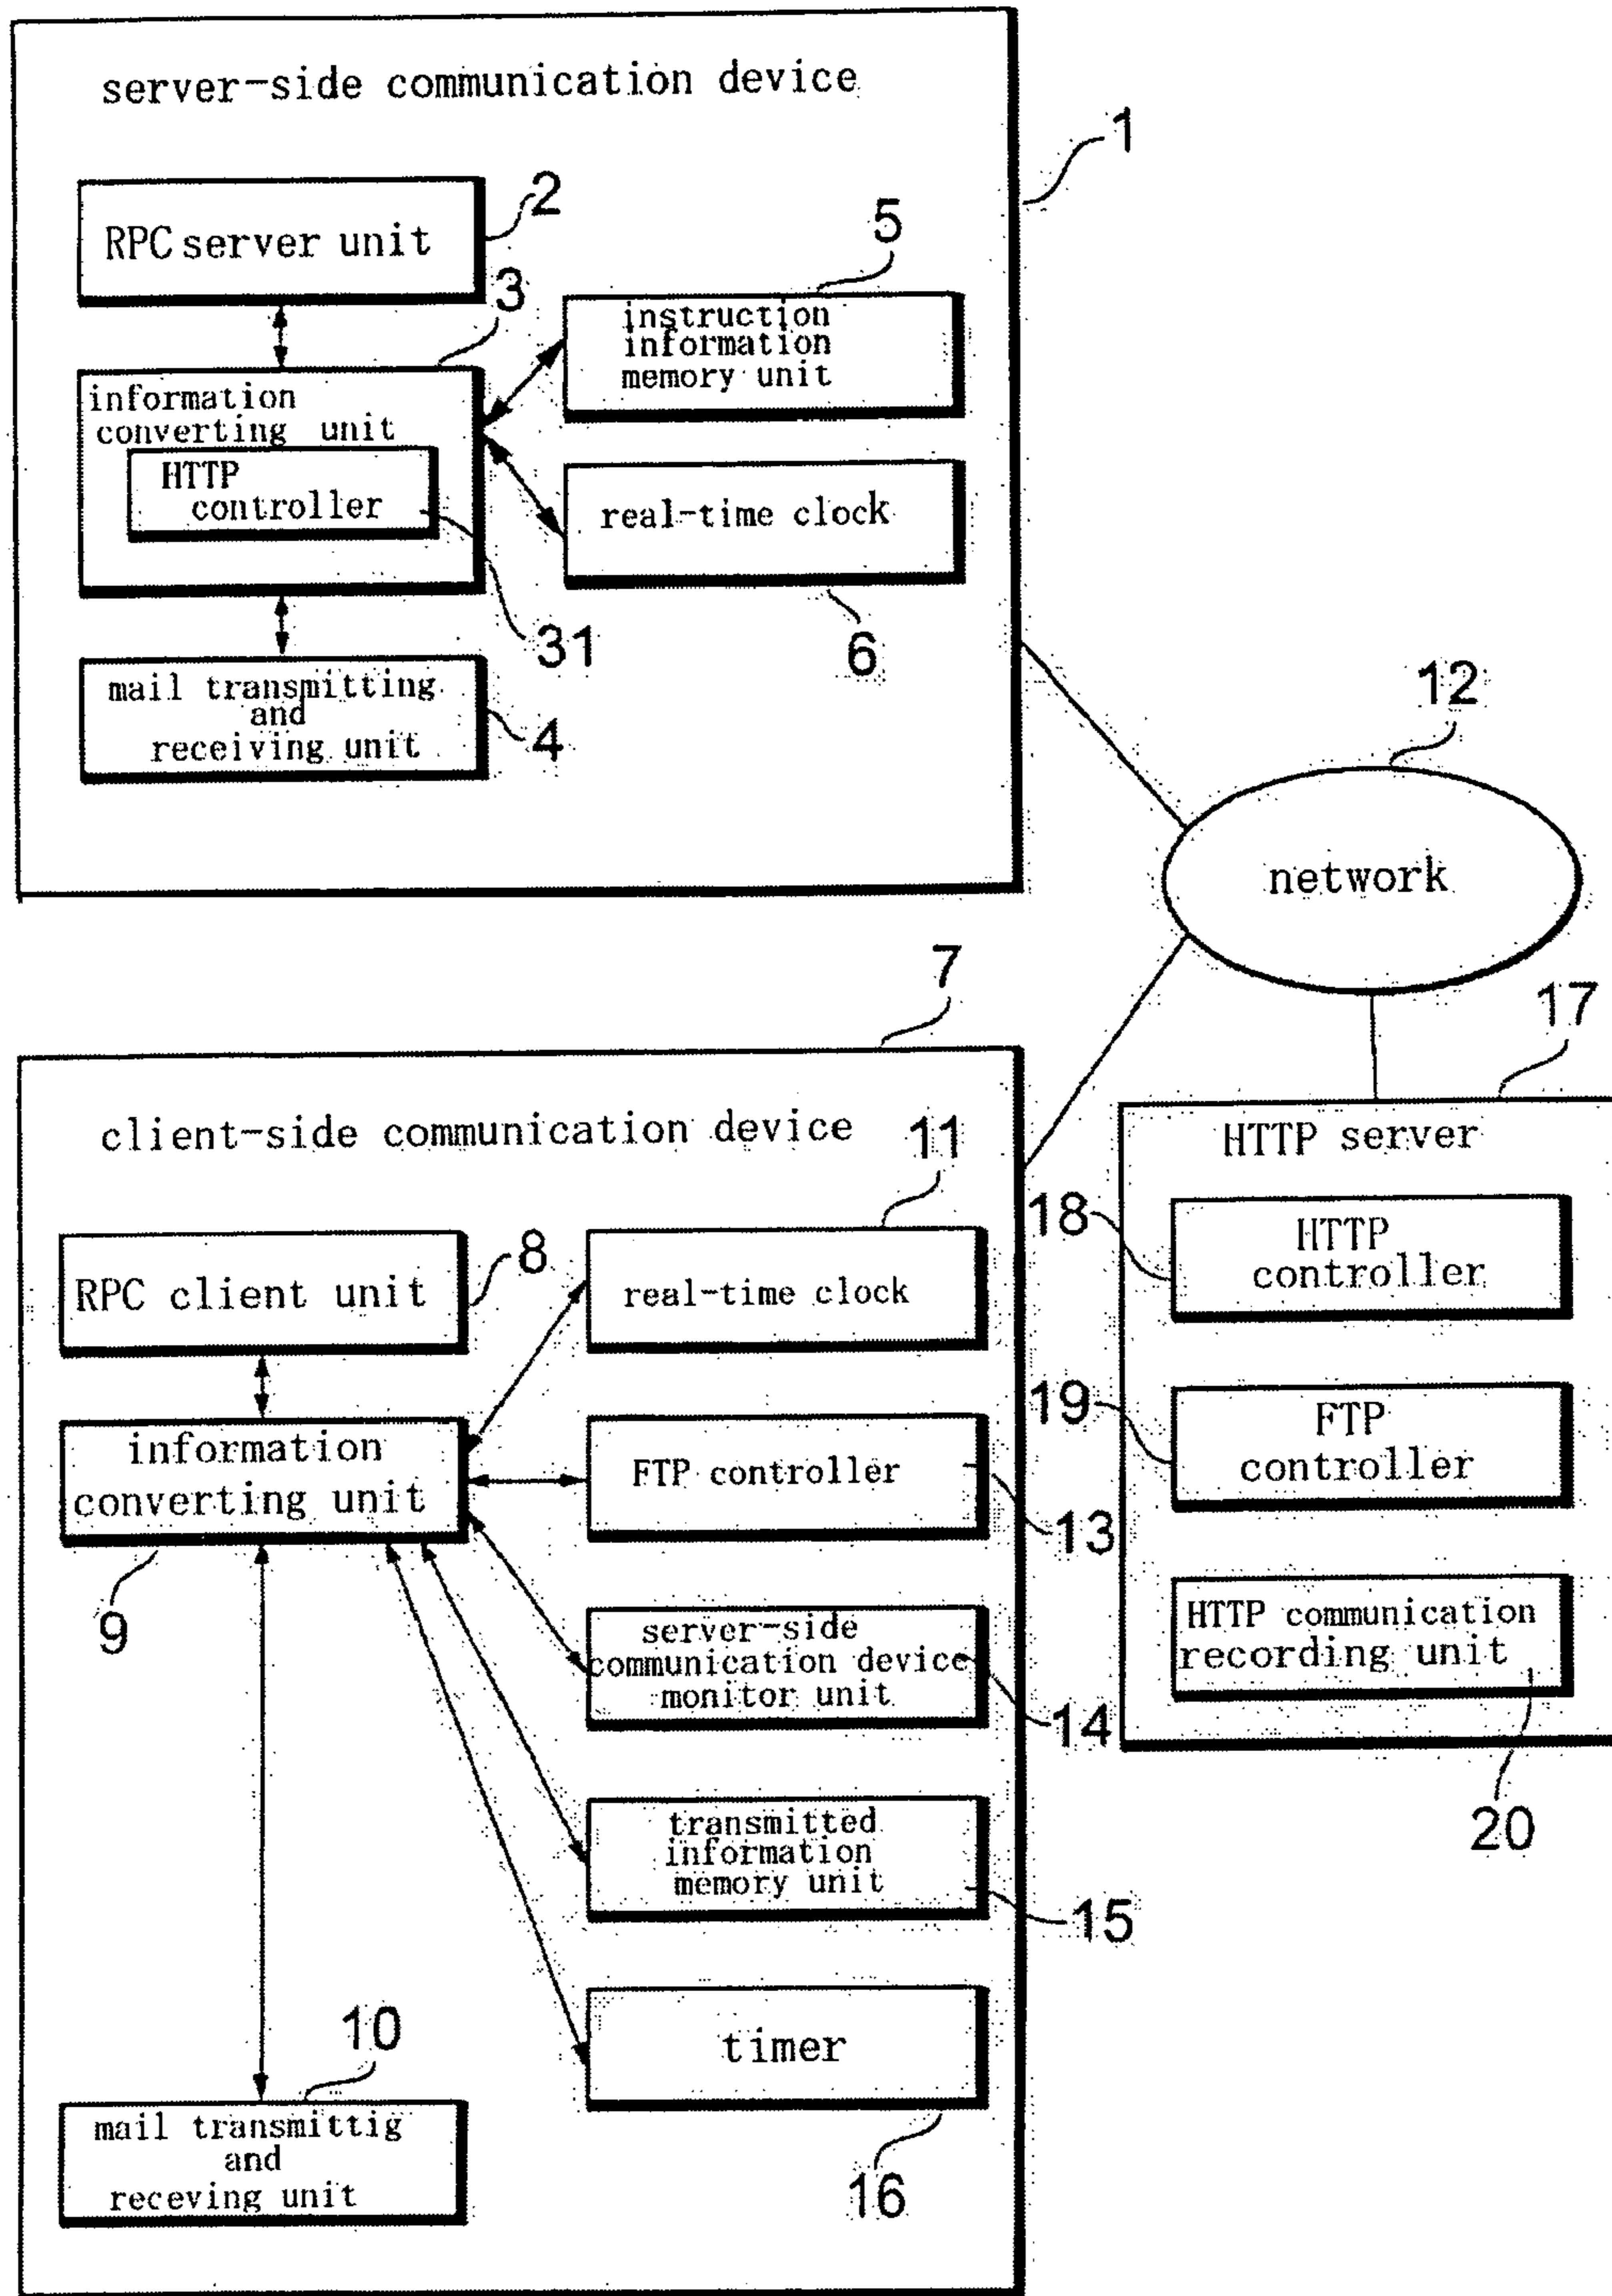 server-side communication device
1
RPC server unit
2
3
5
instruction
information
memory unit
information
converting unit
HTTP
controller
31
real-time clock
6
mail transmitting
and
receiving unit
4
12
network
7
17
client-side communication device
11
HTTP server
RPC client unit
8
real-time clock
18
HTTP
controller
information
converting unit
9
FTP controller
13
19
FTP
controller
server-side
communication device
monitor unit
14
HTTP communication
recording unit
20
transmitted
information
memory unit
15
timer
16
10
mail transmittig
and
receving unit